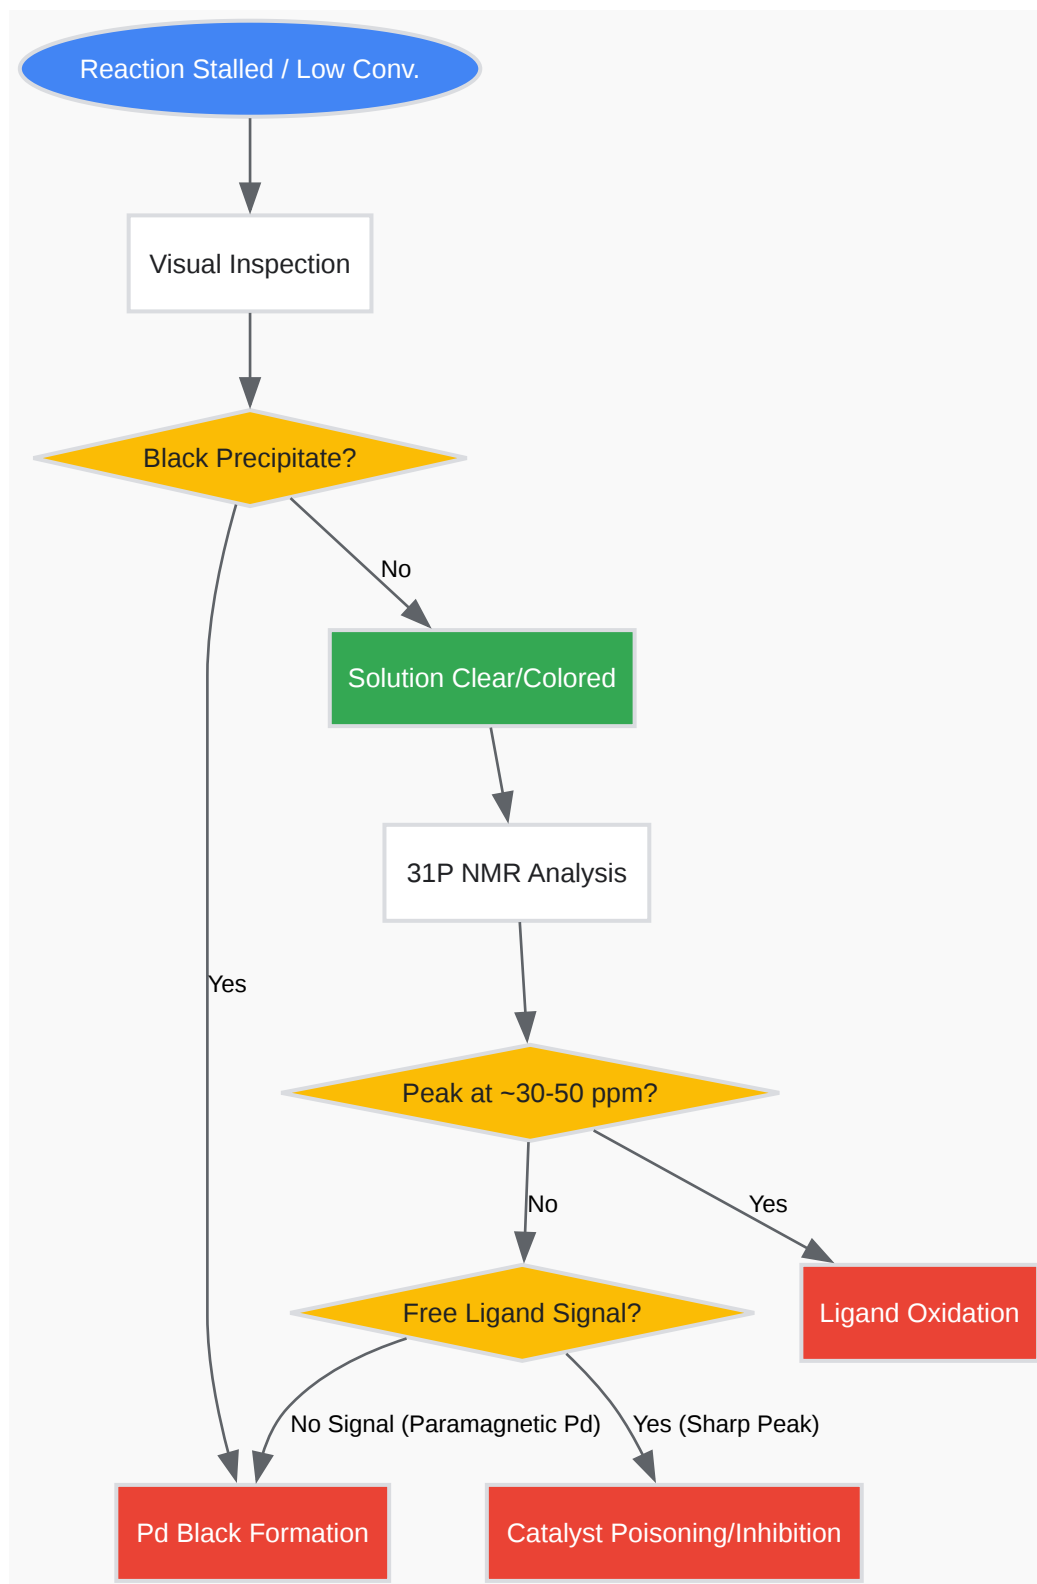 Reaction Stalled / Low Conv.
Visual Inspection
Black Precipitate?
No
Solution Clear/Colored
31P NMR Analysis
Yes
Peak at ~30-50 ppm?
No
Yes
Free Ligand Signal?
Ligand Oxidation
No Signal (Paramagnetic Pd)
Yes (Sharp Peak)
Pd Black Formation
Catalyst Poisoning/Inhibition